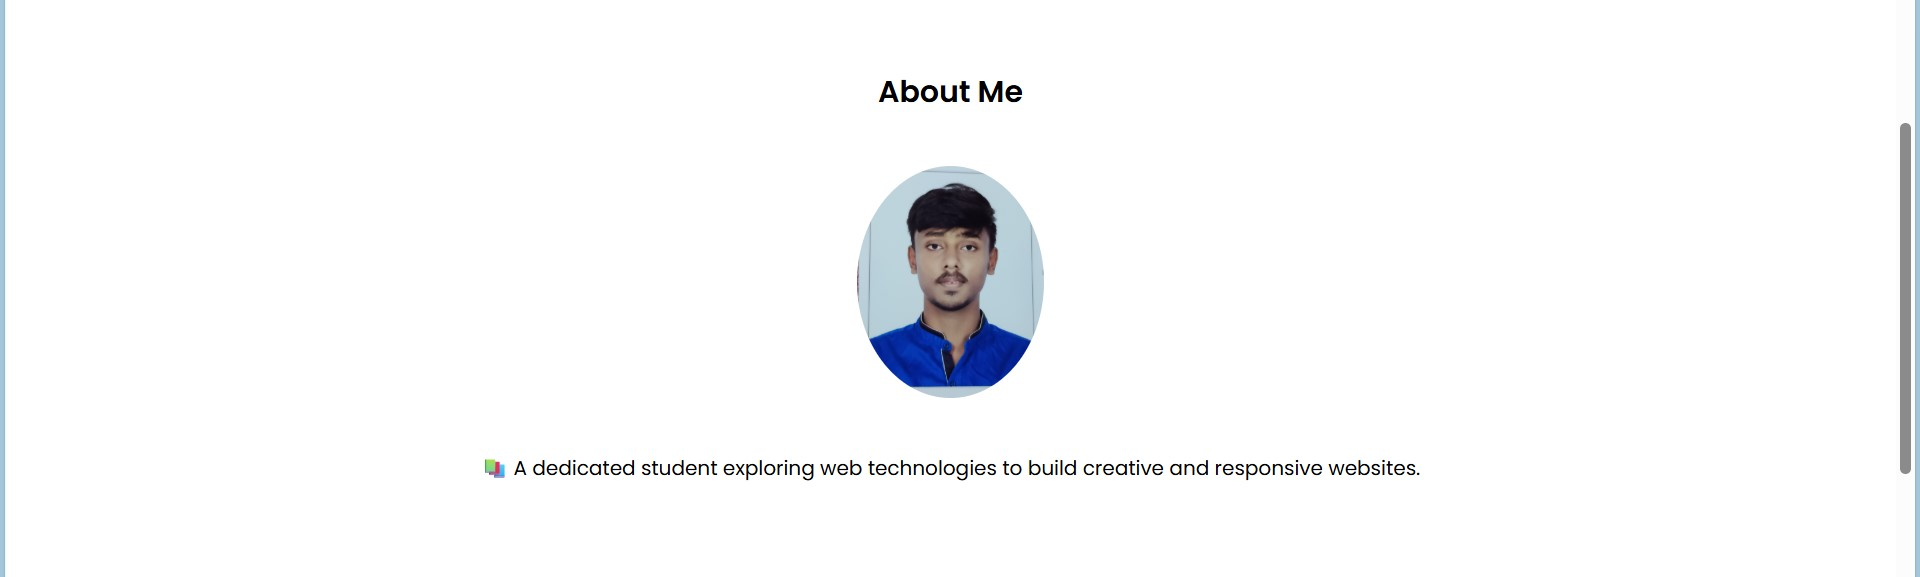 About Me
📚 A dedicated student exploring web technologies to build creative and responsive websites.